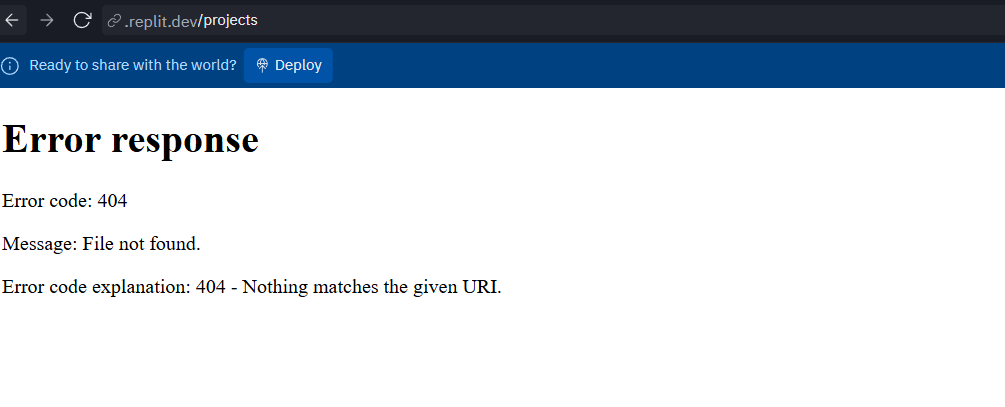 .replit.dev/projects
Ready to share with the world? Deploy
Error response
Error code: 404
Message: File not found.
Error code explanation: 404 - Nothing matches the given URI.